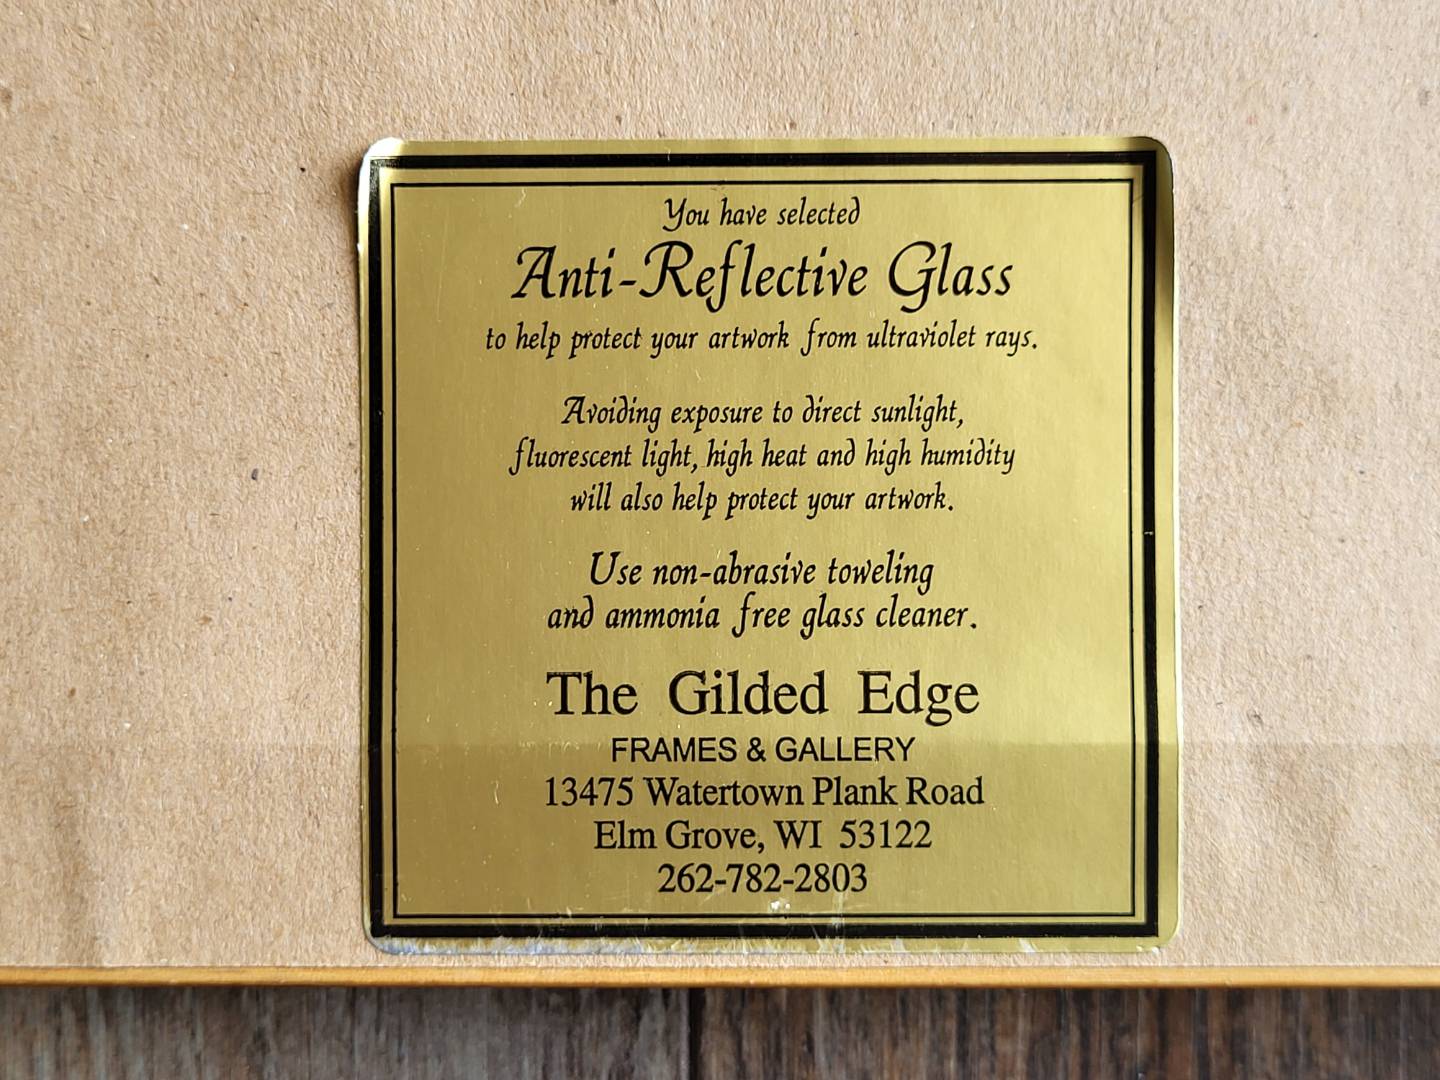 You have selected
Anti-Reflective Glass
to help protect your artwork from ultraviolet rays.
Avoiding exposure to direct sunlight,
fluorescent light, high heat and high humidity
will also help protect your artwork.
Use non-abrasive toweling
and ammonia free glass cleaner.
The Gilded Edge
FRAMES & GALLERY
13475 Watertown Plank Road
Elm Grove, WI 53122
262-782-2803